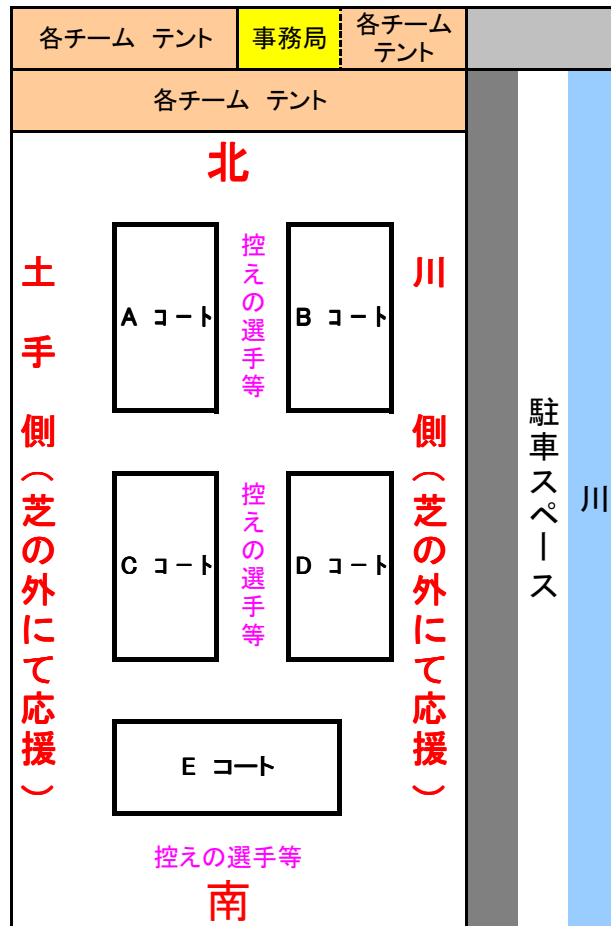 各チーム テント
事務局
各チーム
テント
各チーム テント
北
土手側(芝の外にて応援)
A コート
控えの選手等
B コート
川側(芝の外にて応援)
C コート
控えの選手等
D コート
E コート
控えの選手等
南
駐車スペース
川